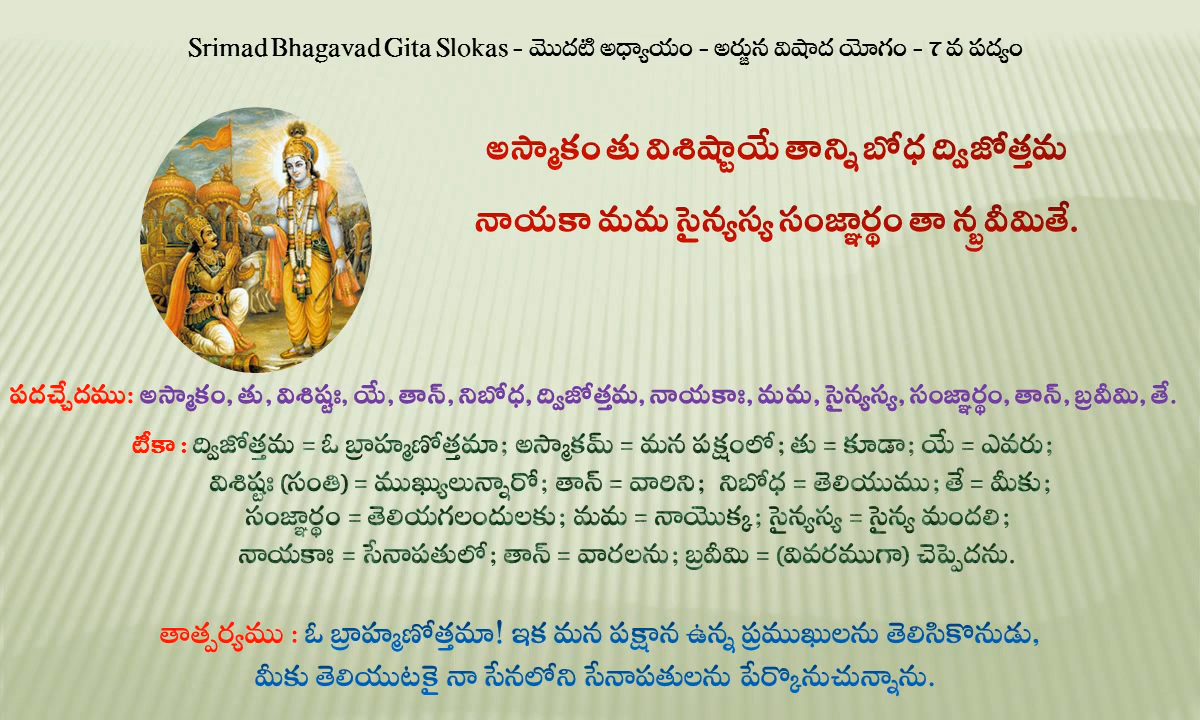 Srimad Bhagavad Gita Slokas - మొదటి అధ్యాయం - అర్జున విషాద యోగం - 7 వ పద్యం
అస్మాకం తు విశిష్టాయే తాన్ని బోధ ద్విజోత్తమ
నాయకా మమ సైన్యస్య సంజ్ఞార్థం తా న్బ్రవీమితే.
పదచ్ఛేదము: అస్మాకం, తు, విశిష్టః, యే, తాన్, నిబోధ, ద్విజోత్తమ, నాయకాః, మమ, సైన్యస్య, సంజ్ఞార్థం, తాన్, బ్రవీమి, తే.
టీకా : ద్విజోత్తమ = ఓ బ్రాహ్మణోత్తమా; అస్మాకమ్ = మన పక్షంలో; తు = కూడా; యే = ఎవరు;
విశిష్టః (సంతి) = ముఖ్యులున్నారో; తాన్ = వారిని; నిబోధ = తెలియుము; తే = మీకు;
సంజ్ఞార్థం = తెలియగలందులకు; మమ = నాయొక్క; సైన్యస్య = సైన్య మందలి;
నాయకాః = సేనాపతులో; తాన్ = వారలను; బ్రవీమి = (వివరముగా) చెప్పెదను.
తాత్పర్యము : ఓ బ్రాహ్మణోత్తమా! ఇక మన పక్షాన ఉన్న ప్రముఖులను తెలిసికొనుడు,
మీకు తెలియుటకై నా సేనలోని సేనాపతులను పేర్కొనుచున్నాను.